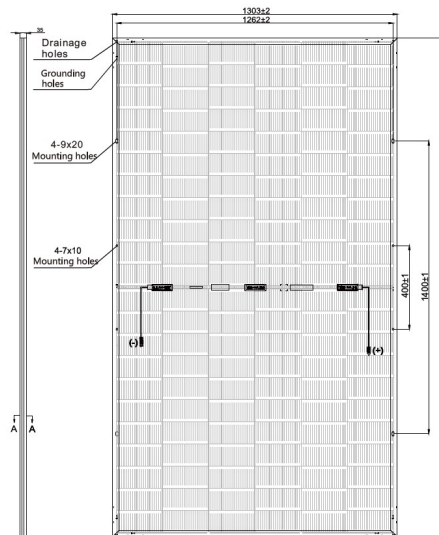 1303±2
1262±2
35
Drainage
holes
Grounding
holes
4-9x20
Mounting holes
4-7x10
Mounting holes
400±1
1400±1
(-)
(+)
A
A